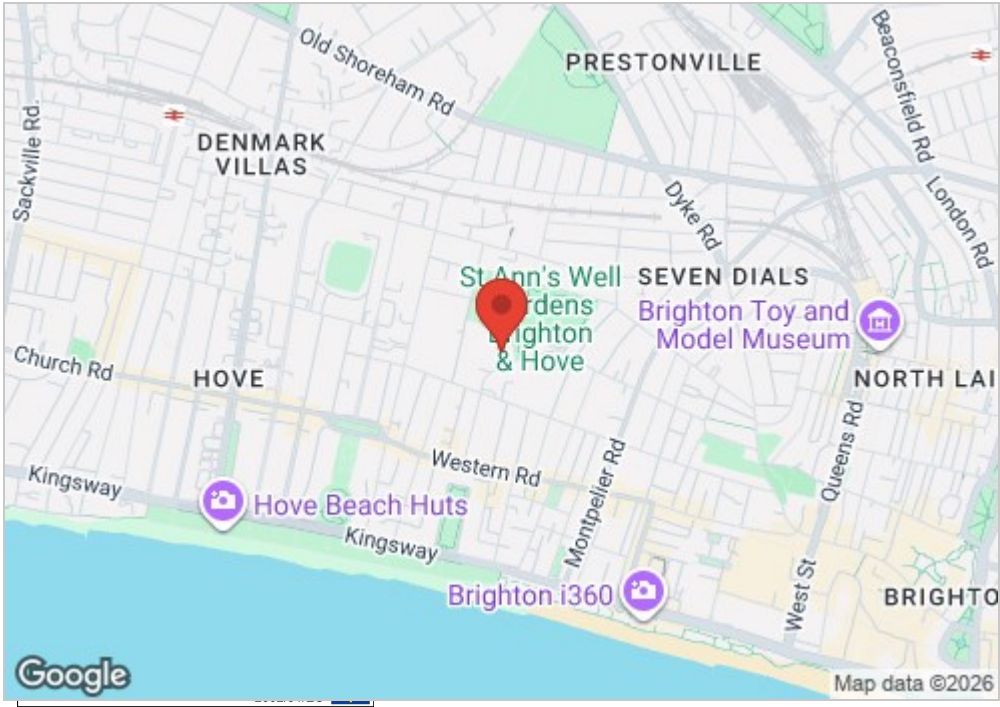 Old Shoreham Rd
PRESTONVILLE
Beaconsfield Rd
DENMARK
VILLAS
Sackville Rd.
Dyke Rd
London Rd
St Ann's Well
rdens
righton
& Hove
SEVEN DIALS
Brighton Toy and
Model Museum
Church Rd
HOVE
NORTH LAI
Queens Rd
Western Rd
Montpelier Rd
Kingsway
Hove Beach Huts
Kingsway
Brighton i360
West St
BRIGHTO
Google
Map data ©2026